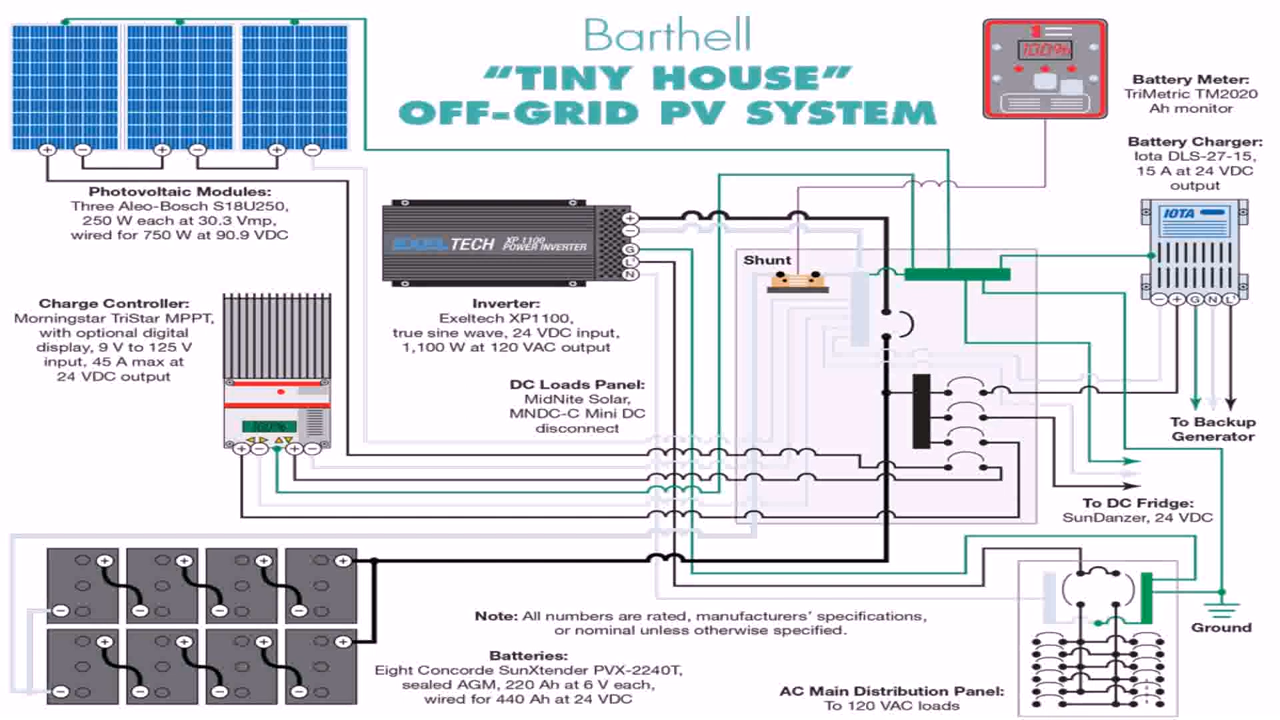 Barthell
“TINY HOUSE”
OFF-GRID PV SYSTEM
100%
Battery Meter:
TriMetric TM2020
Ah monitor
Battery Charger:
Iota DLS-27-15,
15 A at 24 VDC
output
IOTA
− + G N L¹
Photovoltaic Modules:
Three Aleo-Bosch S18U250,
250 W each at 30.3 Vmp,
wired for 750 W at 90.9 VDC
EXELTECH XP 1100
POWER INVERTER
+
−
G
L¹
N
Shunt
Charge Controller:
Morningstar TriStar MPPT,
with optional digital
display, 9 V to 125 V
input, 45 A max at
24 VDC output
100%
Inverter:
Exeltech XP1100,
true sine wave, 24 VDC input,
1,100 W at 120 VAC output
DC Loads Panel:
MidNite Solar,
MNDC-C Mini DC
disconnect
To Backup
Generator
To DC Fridge:
SunDanzer, 24 VDC
Note: All numbers are rated, manufacturers’ specifications,
or nominal unless otherwise specified.
Ground
Batteries:
Eight Concorde SunXtender PVX-2240T,
sealed AGM, 220 Ah at 6 V each,
wired for 440 Ah at 24 VDC
AC Main Distribution Panel:
To 120 VAC loads